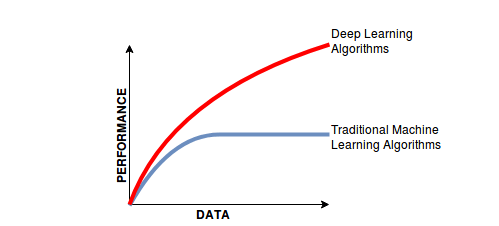 Deep Learning
Algorithms
Traditional Machine
Learning Algorithms
PERFORMANCE
DATA